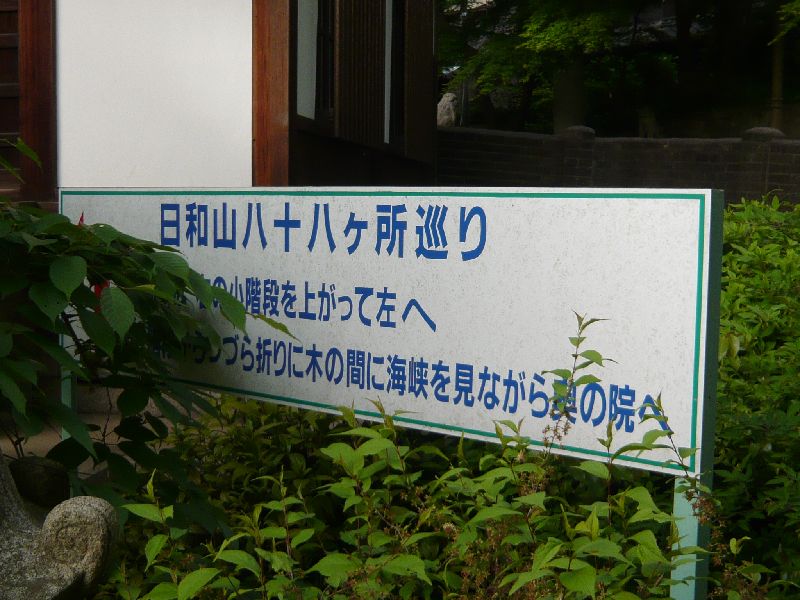 日和山八十八ヶ所巡り
の小階段を上がって左へ
づら折りに木の間に海峡を見ながら奥の院へ